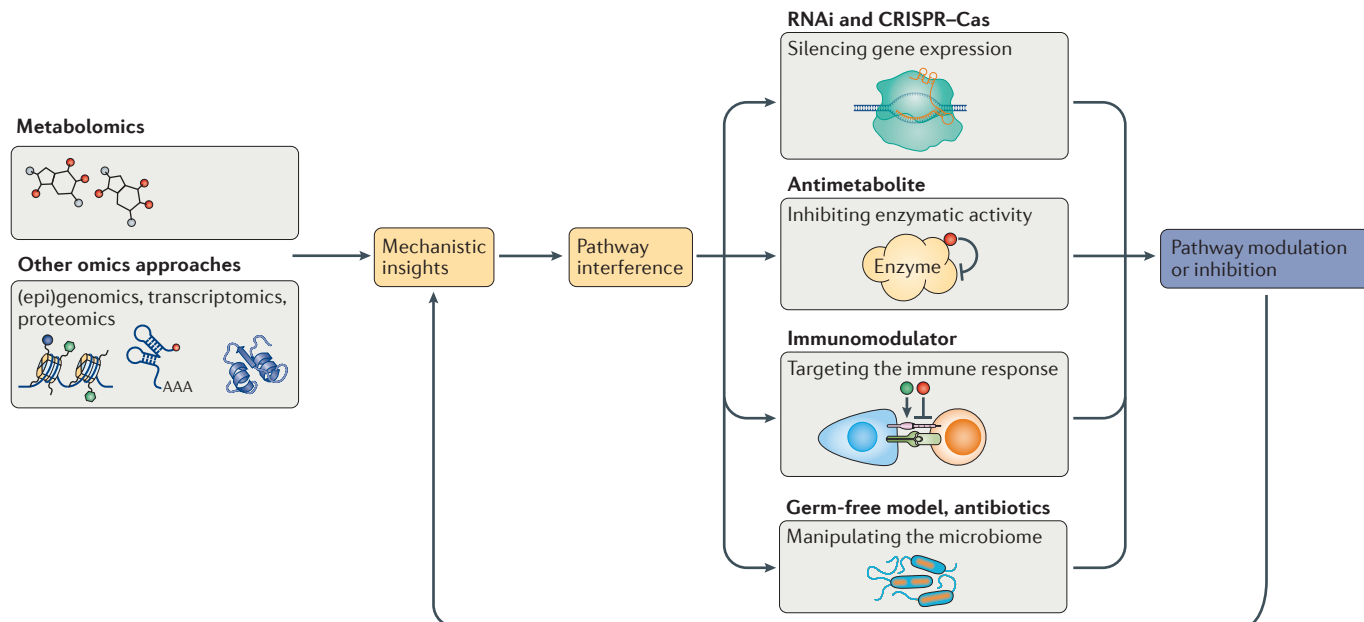 Metabolomics
Other omics approaches
(epi)genomics, transcriptomics,
proteomics
AAA
Mechanistic
insights
Pathway
interference
RNAi and CRISPR–Cas
Silencing gene expression
Antimetabolite
Inhibiting enzymatic activity
Enzyme
Immunomodulator
Targeting the immune response
Germ-free model, antibiotics
Manipulating the microbiome
Pathway modulation
or inhibition